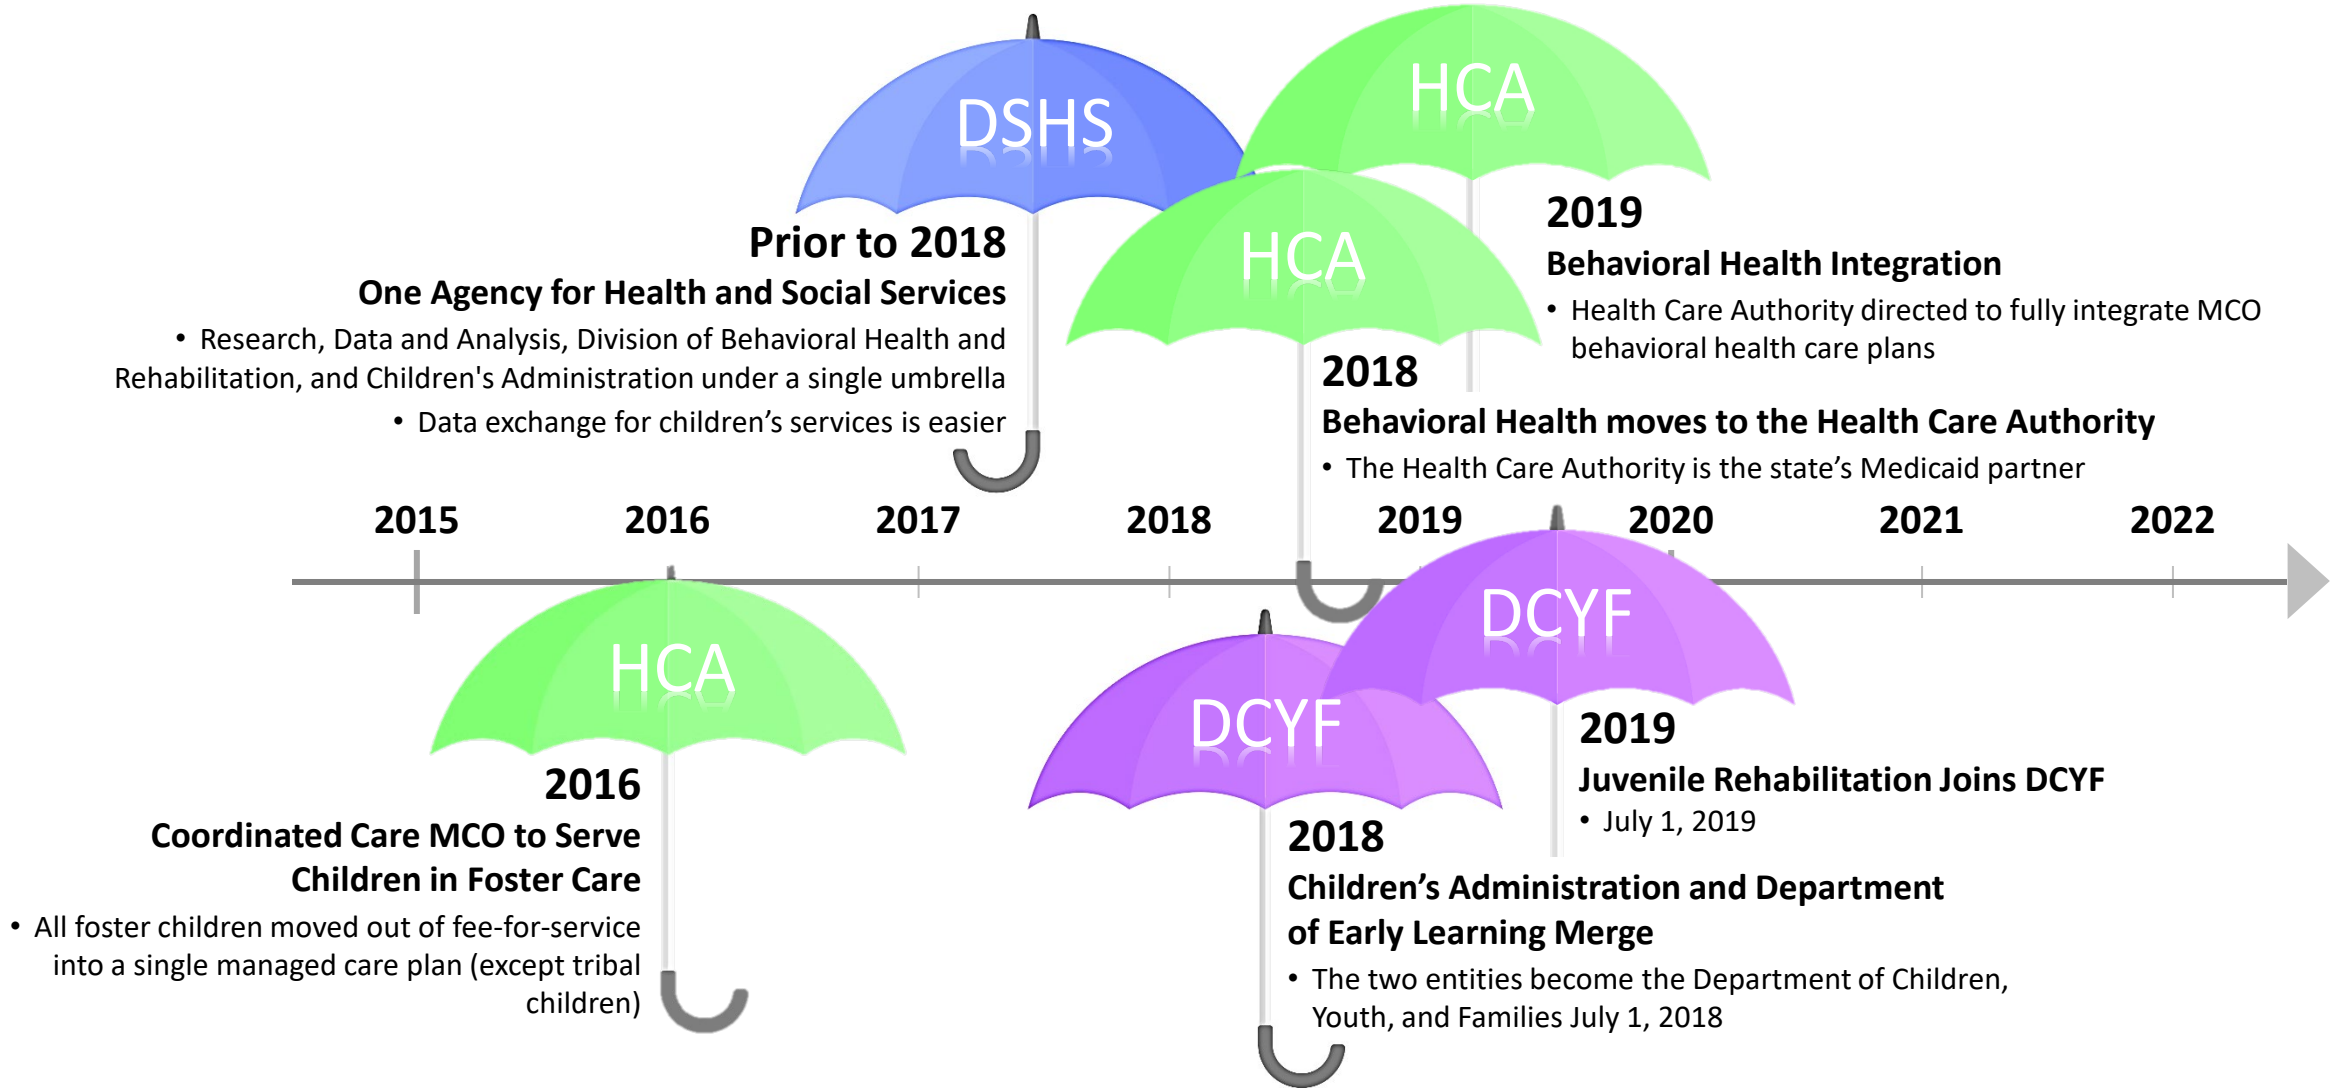 DSHS
Prior to 2018
One Agency for Health and Social Services
• Research, Data and Analysis, Division of Behavioral Health and
Rehabilitation, and Children's Administration under a single umbrella
• Data exchange for children’s services is easier
HCA
2019
Behavioral Health Integration
• Health Care Authority directed to fully integrate MCO
behavioral health care plans
HCA
2018
Behavioral Health moves to the Health Care Authority
• The Health Care Authority is the state’s Medicaid partner
2015 2016 2017 2018 2019 2020 2021 2022
HCA
2016
Coordinated Care MCO to Serve
Children in Foster Care
• All foster children moved out of fee-for-service
into a single managed care plan (except tribal
children)
DCYF
2018
Children’s Administration and Department
of Early Learning Merge
• The two entities become the Department of Children,
Youth, and Families July 1, 2018
DCYF
2019
Juvenile Rehabilitation Joins DCYF
• July 1, 2019